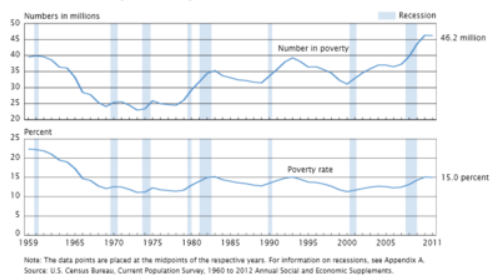 Numbers in millions
Recession
50
45
40
35
30
25
20
Number in poverty
46.2 million
Percent
25
20
15
10
5
0
Poverty rate
15.0 percent
1959 1965 1970 1975 1980 1985 1990 1995 2000 2005 2011
Note: The data points are placed at the midpoints of the respective years. For information on recessions, see Appendix A.
Source: U.S. Census Bureau, Current Population Survey, 1960 to 2012 Annual Social and Economic Supplements.